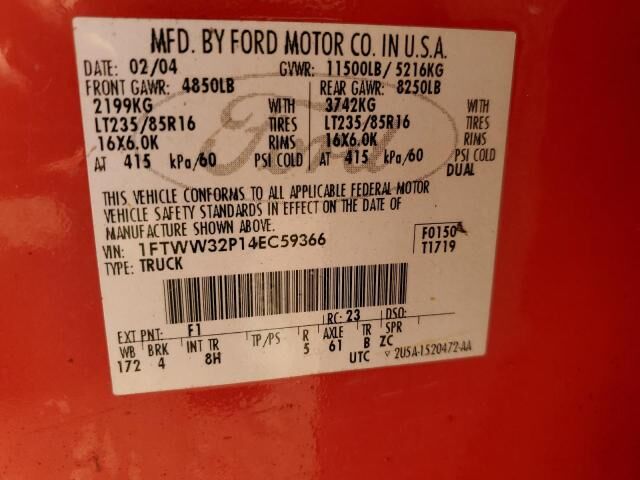 MFD. BY FORD MOTOR CO. IN U.S.A.
DATE: 02/04 GVWR: 11500LB/ 5216KG
FRONT GAWR: 4850LB REAR GAWR: 8250LB
2199KG WITH 3742KG WITH
LT235/85R16 TIRES LT235/85R16 TIRES
16X6.0K RIMS 16X6.0K RIMS
AT 415 kPa/60 PSI COLD AT 415 kPa/60 PSI COLD
DUAL
Ford
THIS VEHICLE CONFORMS TO ALL APPLICABLE FEDERAL MOTOR
VEHICLE SAFETY STANDARDS IN EFFECT ON THE DATE OF
MANUFACTURE SHOWN ABOVE.
VIN: 1FTWW32P14EC59366 F0150
TYPE: TRUCK T1719
EXT PNT: F1 RC: 23 DSO:
WB BRK INT TR TP/PS R AXLE TR SPR
172 4 8H 5 61 B ZC
UTC 2U5A-1520472-AA